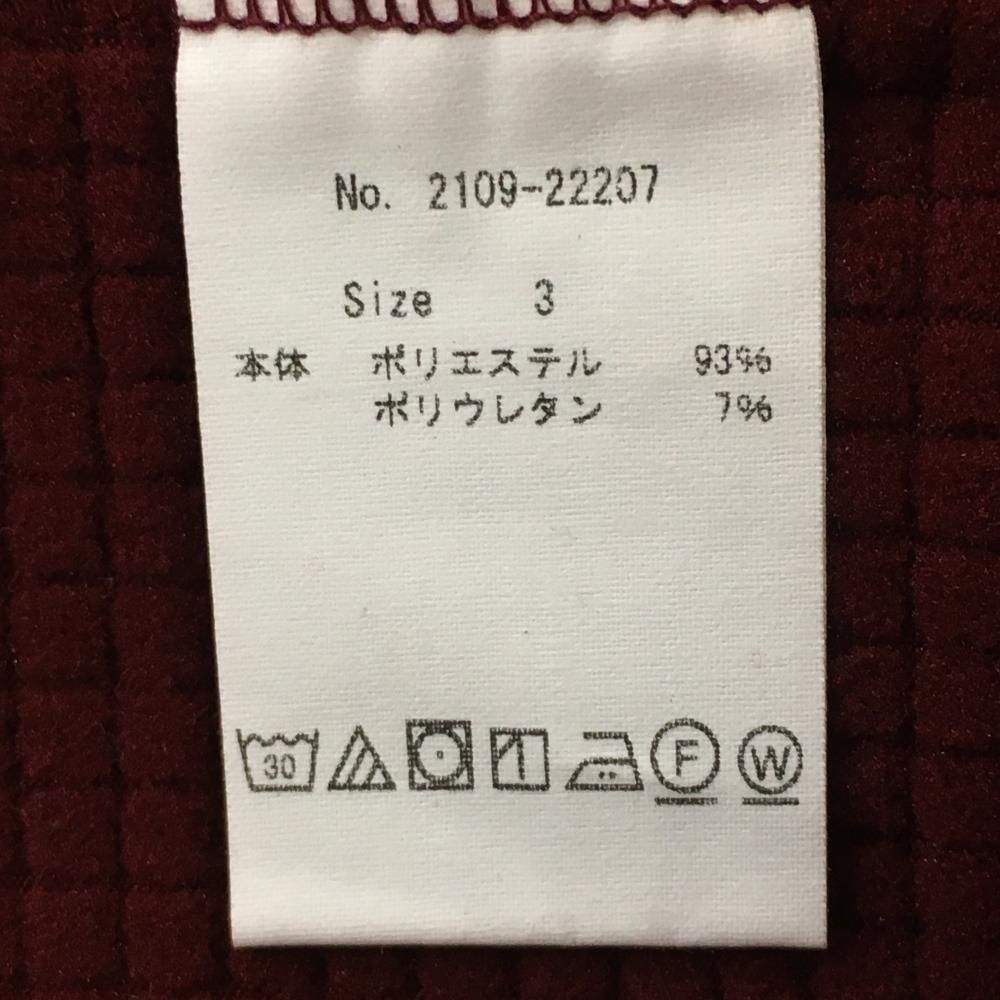 No. 2109-22207
Size 3
本体 ポリエステル 93%
ポリウレタン 7%
30 F W